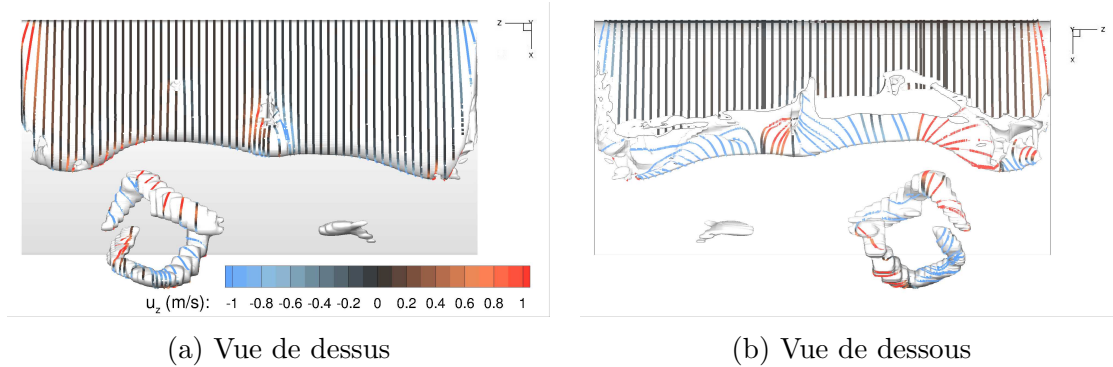 z
x
Y
z
x
u_z (m/s): -1 -0.8 -0.6 -0.4 -0.2 0 0.2 0.4 0.6 0.8 1
(a) Vue de dessus
(b) Vue de dessous